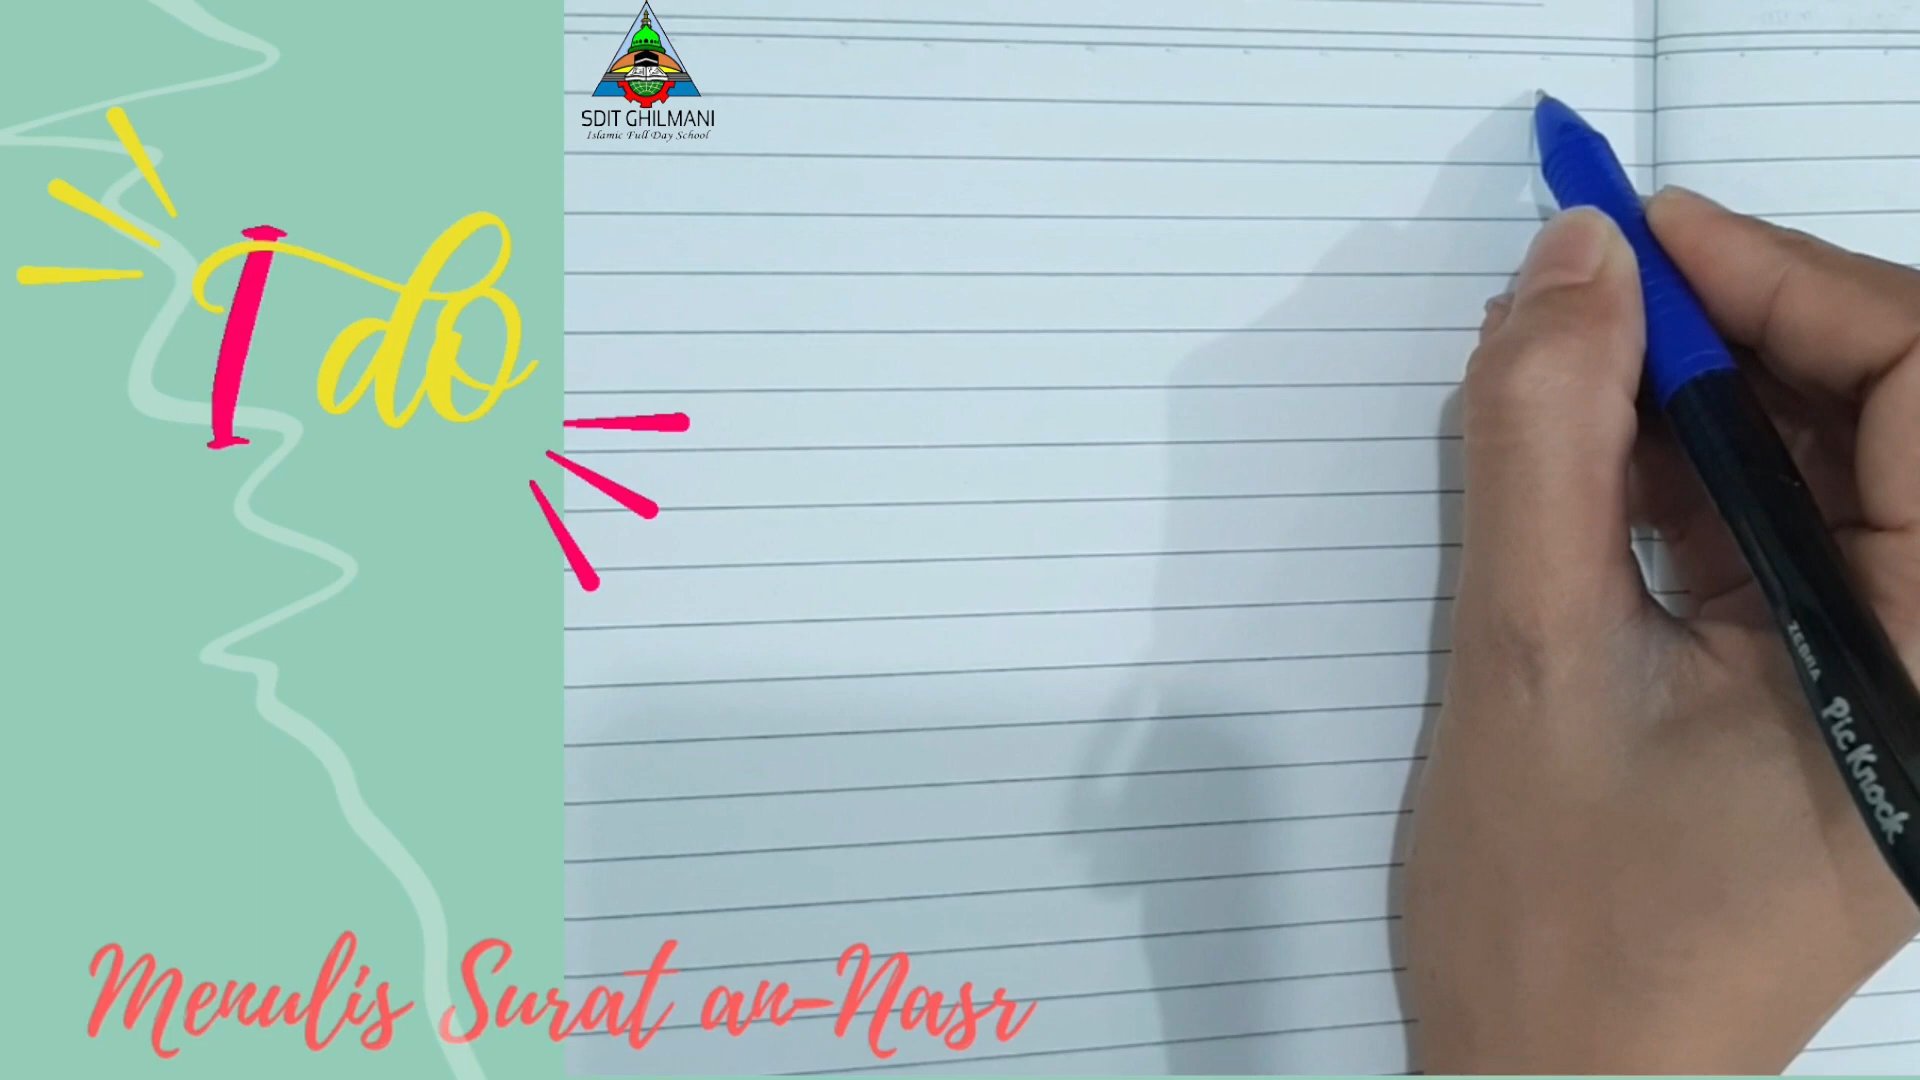 SDIT GHILMANI
Islamic Full Day School
I do
ZEBRA Pic Knock
Menulis Surat an-Nasr